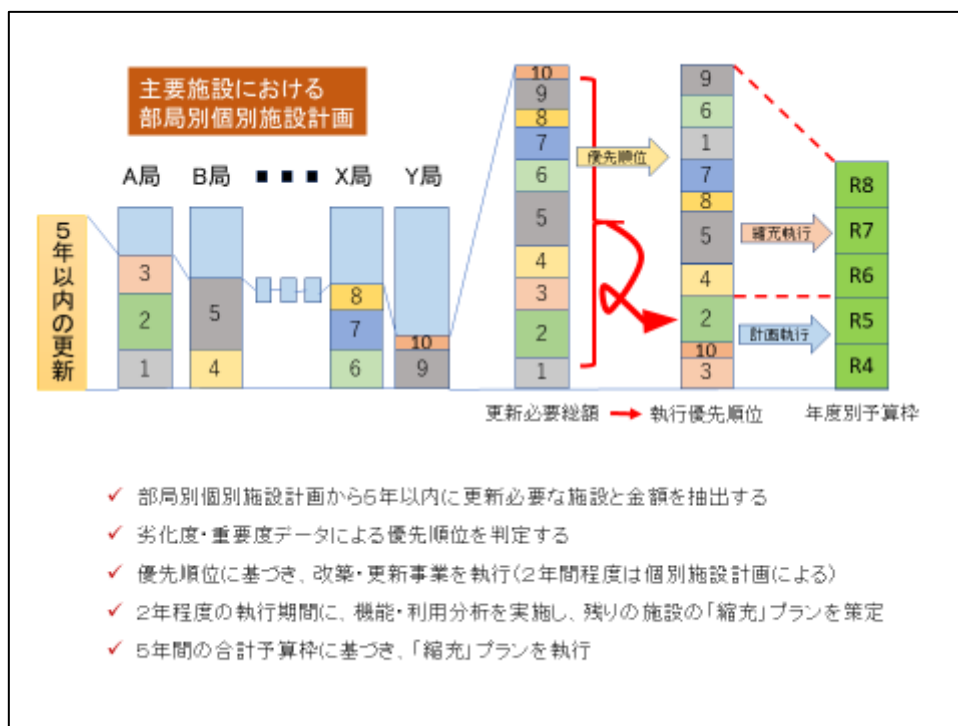 主要施設における
部局別個別施設計画
A局
B局
■ ■ ■
X局
Y局
5年以内の更新
3
2
1
5
4
8
7
6
10
9
10
9
8
7
6
5
4
3
2
1
優先順位
9
6
1
7
8
5
4
2
10
3
縮充執行
計画執行
R8
R7
R6
R5
R4
更新必要総額
執行優先順位
年度別予算枠
✓ 部局別個別施設計画から5年以内に更新必要な施設と金額を抽出する
✓ 劣化度・重要度データによる優先順位を判定する
✓ 優先順位に基づき、改築・更新事業を執行(2年間程度は個別施設計画による)
✓ 2年程度の執行期間に、機能・利用分析を実施し、残りの施設の「縮充」プランを策定
✓ 5年間の合計予算枠に基づき、「縮充」プランを執行